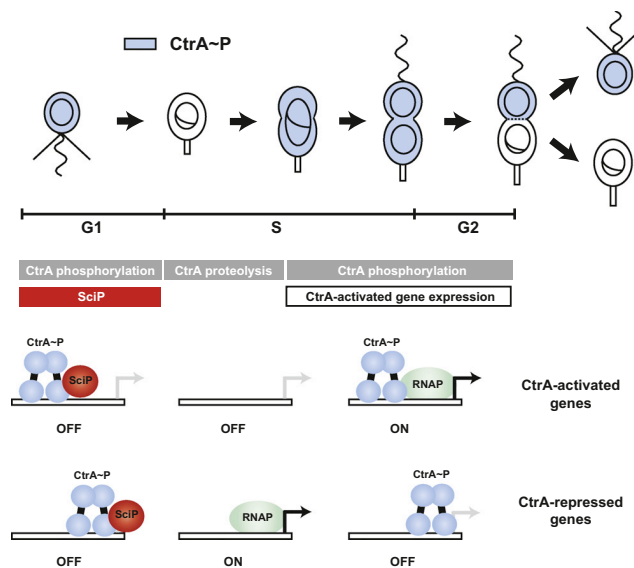 CtrA~P
G1
S
G2
CtrA phosphorylation
CtrA proteolysis
CtrA phosphorylation
SciP
CtrA-activated gene expression
CtrA~P
SciP
OFF
OFF
CtrA~P
RNAP
ON
CtrA-activated
genes
CtrA~P
SciP
OFF
RNAP
ON
CtrA~P
OFF
CtrA-repressed
genes